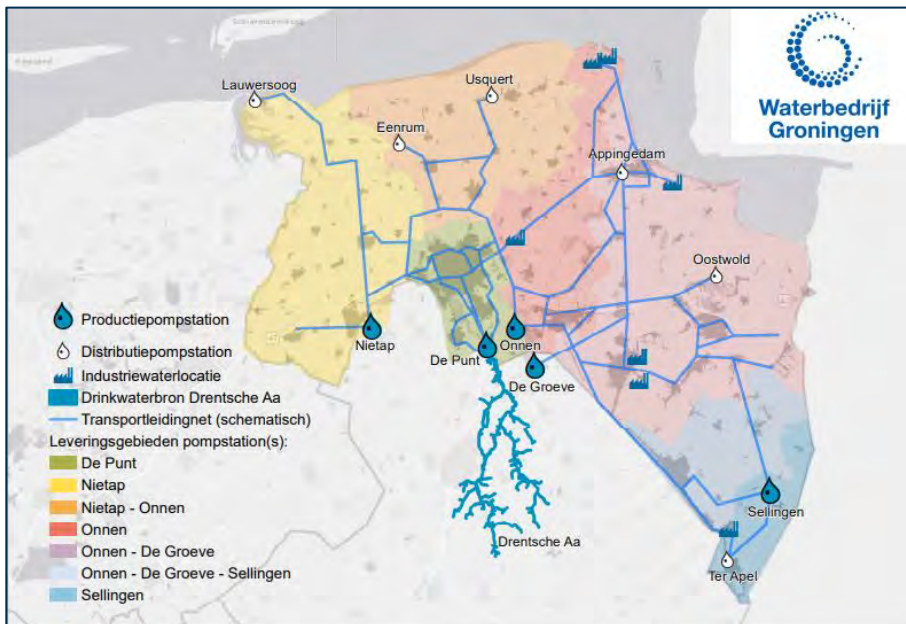 Waterbedrijf
Groningen
Lauwersoog
Usquert
Eenrum
Appingedam
Oostwold
Nietap
De Punt
Onnen
De Groeve
Sellingen
Ter Apel
Drentsche Aa
Productiepompstation
Distributiepompstation
Industriewaterlocatie
Drinkwaterbron Drentsche Aa
Transportleidingnet (schematisch)
Leveringsgebieden pompstation(s):
De Punt
Nietap
Nietap - Onnen
Onnen
Onnen - De Groeve
Onnen - De Groeve - Sellingen
Sellingen